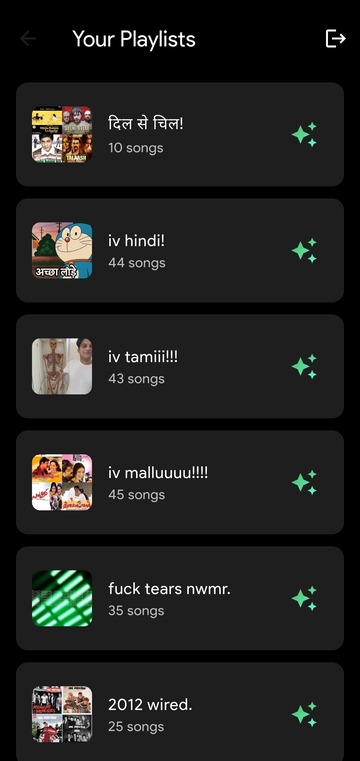 Your Playlists
दिल से चिल!
10 songs
iv hindi!
44 songs
अच्छा लौड़े
iv tamiii!!!
43 songs
iv malluuuu!!!!
45 songs
fuck tears nwmr.
35 songs
2012 wired.
25 songs